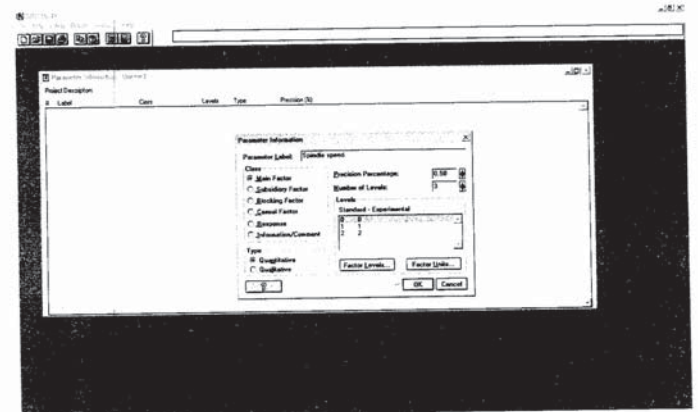 Project Description
# Label Class Levels Type Precision (%)
Parameter Information
Parameter Label: Spindle speed
Class
Main Factor
Subsidiary Factor
Blocking Factor
Causal Factor
Response
Information/Comment
Type
Quantitative
Qualitative
Precision Percentage: 0.50
Number of Levels: 3
Levels
Standard - Experimental
0 0
1 1
2 2
Factor Levels... Factor Units...
?
OK Cancel